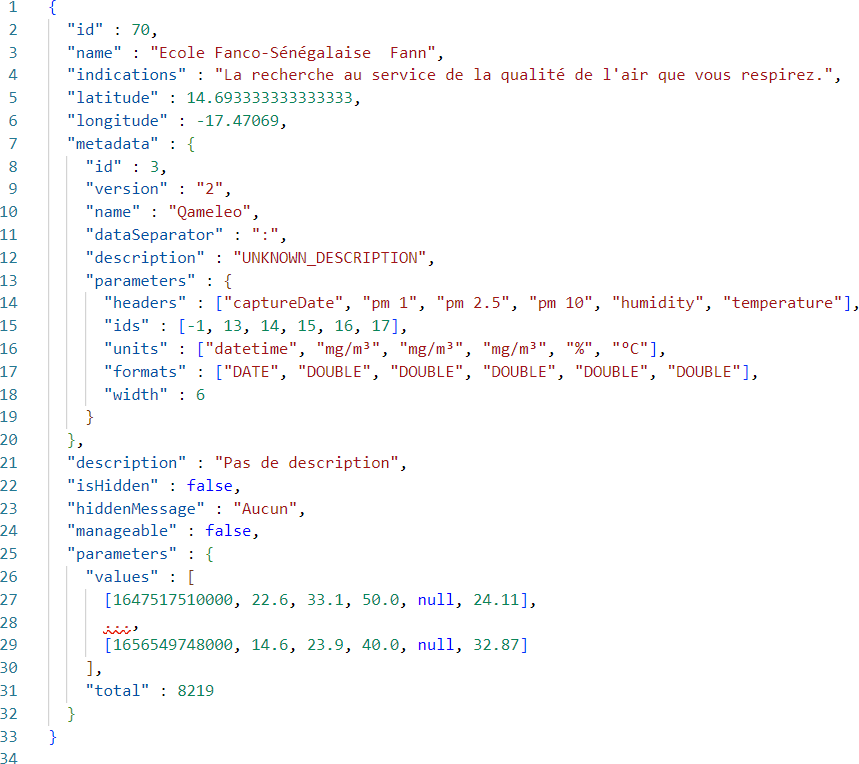 1 {
2 "id" : 70,
3 "name" : "Ecole Fanco-Sénégalaise  Fann",
4 "indications" : "La recherche au service de la qualité de l'air que vous respirez.",
5 "latitude" : 14.693333333333333,
6 "longitude" : -17.47069,
7 "metadata" : {
8 "id" : 3,
9 "version" : "2",
10 "name" : "Qameleo",
11 "dataSeparator" : ":",
12 "description" : "UNKNOWN_DESCRIPTION",
13 "parameters" : {
14 "headers" : ["captureDate", "pm 1", "pm 2.5", "pm 10", "humidity", "temperature"],
15 "ids" : [-1, 13, 14, 15, 16, 17],
16 "units" : ["datetime", "mg/m³", "mg/m³", "mg/m³", "%", "°C"],
17 "formats" : ["DATE", "DOUBLE", "DOUBLE", "DOUBLE", "DOUBLE", "DOUBLE"],
18 "width" : 6
19 }
20 },
21 "description" : "Pas de description",
22 "isHidden" : false,
23 "hiddenMessage" : "Aucun",
24 "manageable" : false,
25 "parameters" : {
26 "values" : [
27 [1647517510000, 22.6, 33.1, 50.0, null, 24.11],
28 ...,
29 [1656549748000, 14.6, 23.9, 40.0, null, 32.87]
30 ],
31 "total" : 8219
32 }
33 }
34